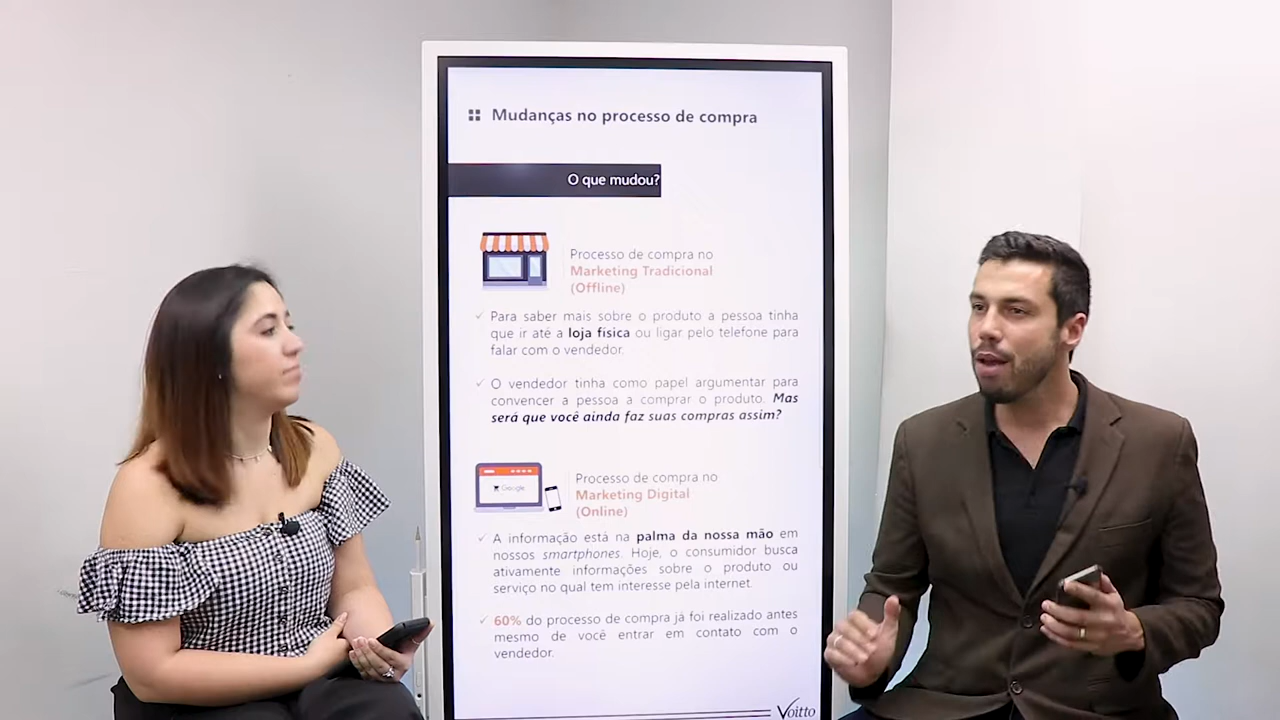 Mudanças no processo de compra
O que mudou?
Processo de compra no
Marketing Tradicional
(Offline)
Para saber mais sobre o produto a pessoa tinha
que ir até a loja física ou ligar pelo telefone para
falar com o vendedor.
O vendedor tinha como papel argumentar para
convencer a pessoa a comprar o produto. Mas
será que você ainda faz suas compras assim?
Google
Processo de compra no
Marketing Digital
(Online)
A informação está na palma da nossa mão em
nossos smartphones. Hoje, o consumidor busca
ativamente informações sobre o produto ou
serviço no qual tem interesse pela internet.
60% do processo de compra já foi realizado antes
mesmo de você entrar em contato com o
vendedor.
Voitto